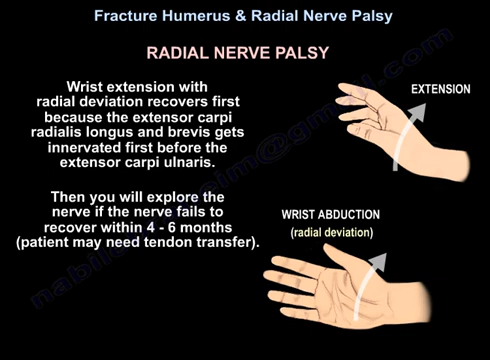 Fracture Humerus & Radial Nerve Palsy
RADIAL NERVE PALSY
Wrist extension with
radial deviation recovers first
because the extensor carpi
radialis longus and brevis gets
innervated first before the
extensor carpi ulnaris.
Then you will explore the
nerve if the nerve fails to
recover within 4 - 6 months
(patient may need tendon transfer).
EXTENSION
WRIST ABDUCTION
(radial deviation)